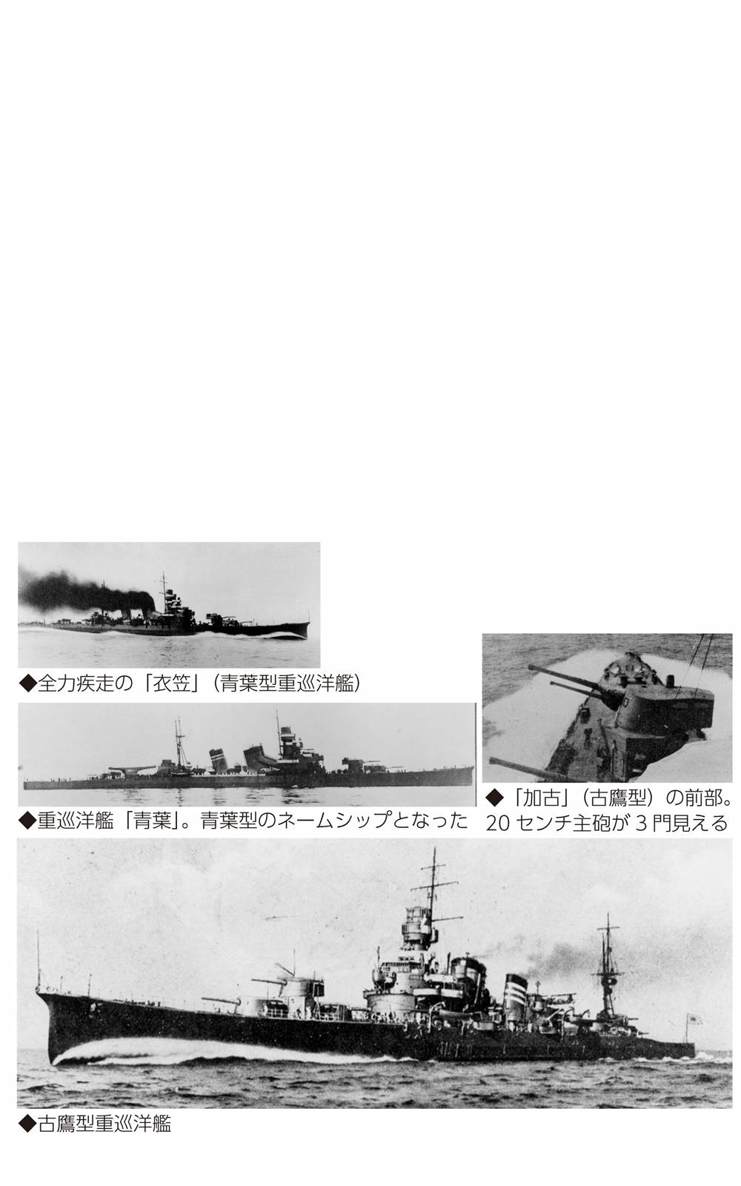 ◆全力疾走の「衣笠」（青葉型重巡洋艦）
◆重巡洋艦「青葉」。青葉型のネームシップとなった
◆「加古」（古鷹型）の前部。
20センチ主砲が3門見える
◆古鷹型重巡洋艦